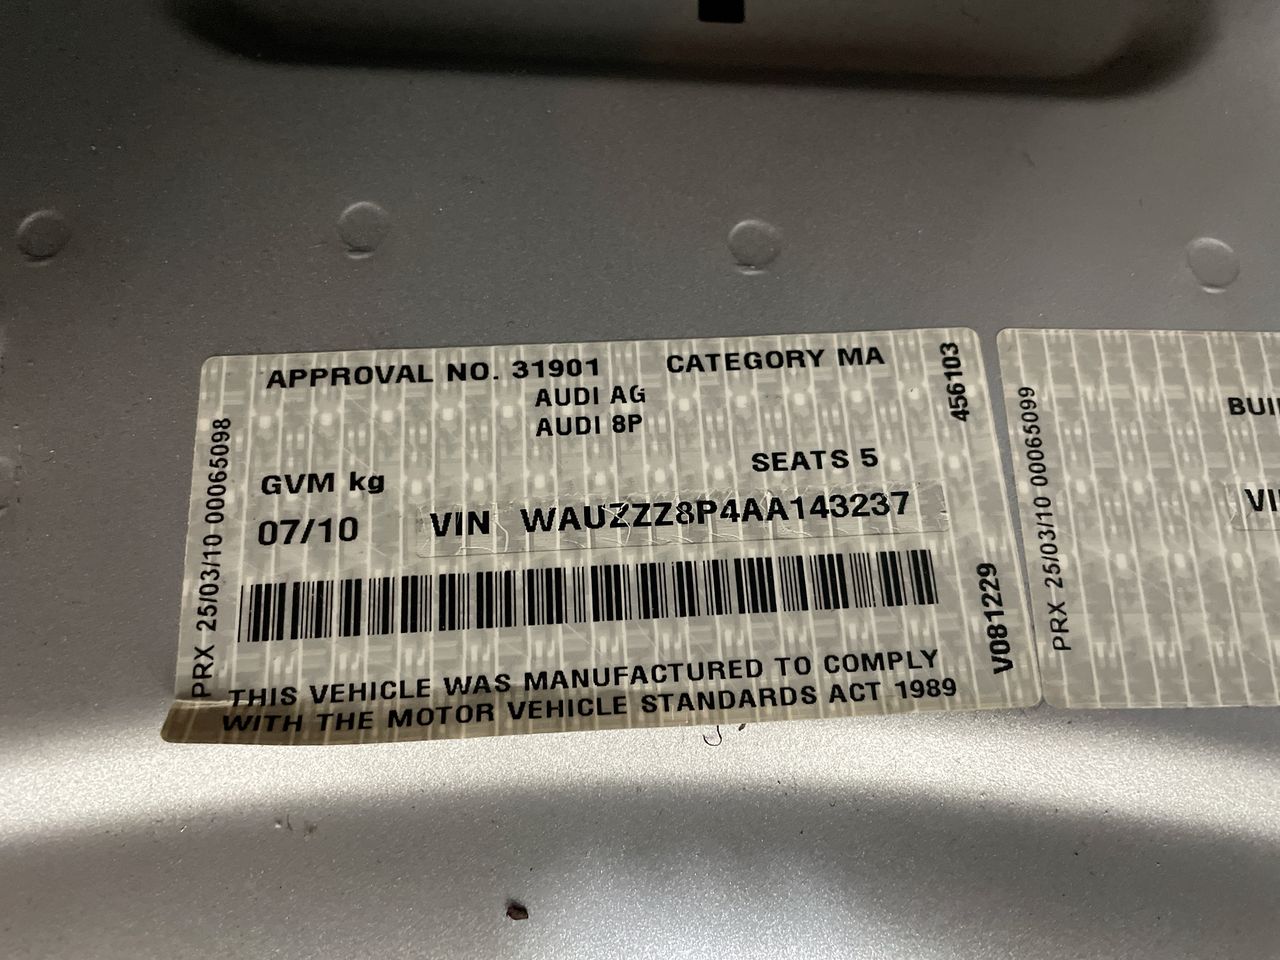 APPROVAL NO. 31901 CATEGORY MA
AUDI AG
AUDI 8P
SEATS 5
GVM kg
07/10 VIN WAUZZZ8P4AA143237
THIS VEHICLE WAS MANUFACTURED TO COMPLY
WITH THE MOTOR VEHICLE STANDARDS ACT 1989
PRX 25/03/10 00065098
456103
V081229
PRX 25/03/10 00065099